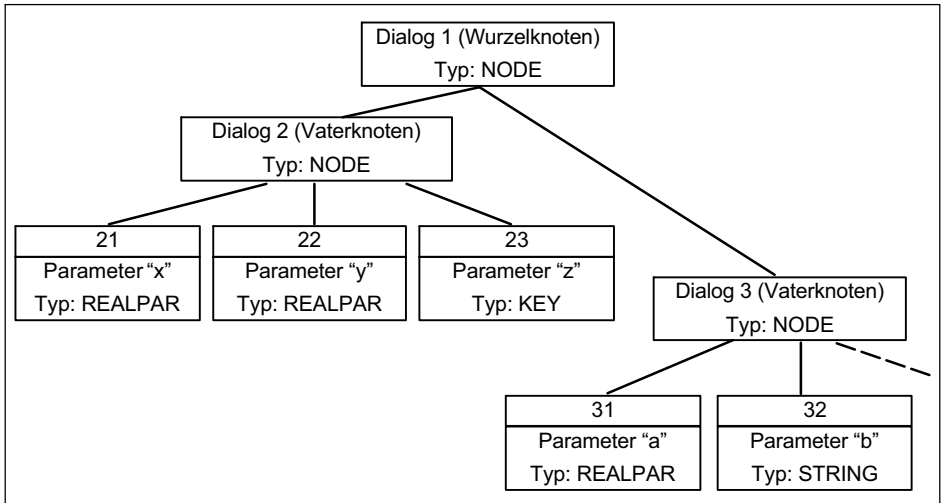 Dialog 1 (Wurzelknoten)
Typ: NODE
Dialog 2 (Vaterknoten)
Typ: NODE
21
Parameter “x”
Typ: REALPAR
22
Parameter “y”
Typ: REALPAR
23
Parameter “z”
Typ: KEY
Dialog 3 (Vaterknoten)
Typ: NODE
31
Parameter “a”
Typ: REALPAR
32
Parameter “b”
Typ: STRING